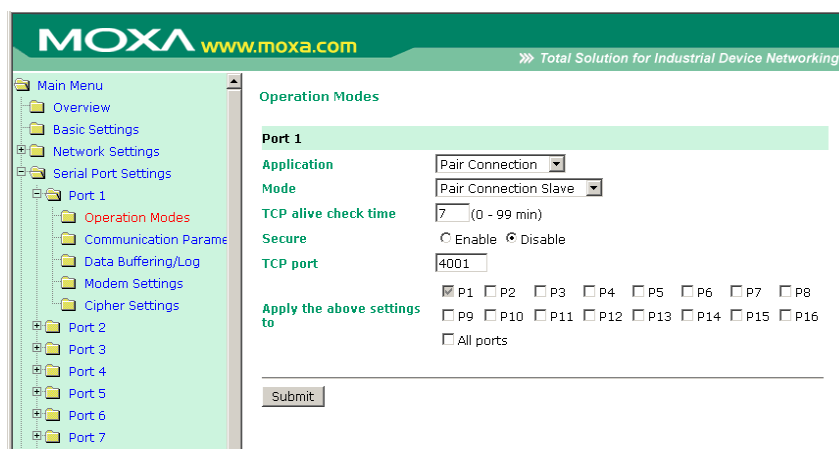 MOXA www.moxa.com
Total Solution for Industrial Device Networking
Main Menu
Overview
Basic Settings
Network Settings
Serial Port Settings
Port 1
Operation Modes
Communication Parame
Data Buffering/Log
Modem Settings
Cipher Settings
Port 2
Port 3
Port 4
Port 5
Port 6
Port 7
Operation Modes
Port 1
Application Pair Connection
Mode Pair Connection Slave
TCP alive check time 7 (0 - 99 min)
Secure Enable Disable
TCP port 4001
Apply the above settings to
P1 P2 P3 P4 P5 P6 P7 P8
P9 P10 P11 P12 P13 P14 P15 P16
All ports
Submit